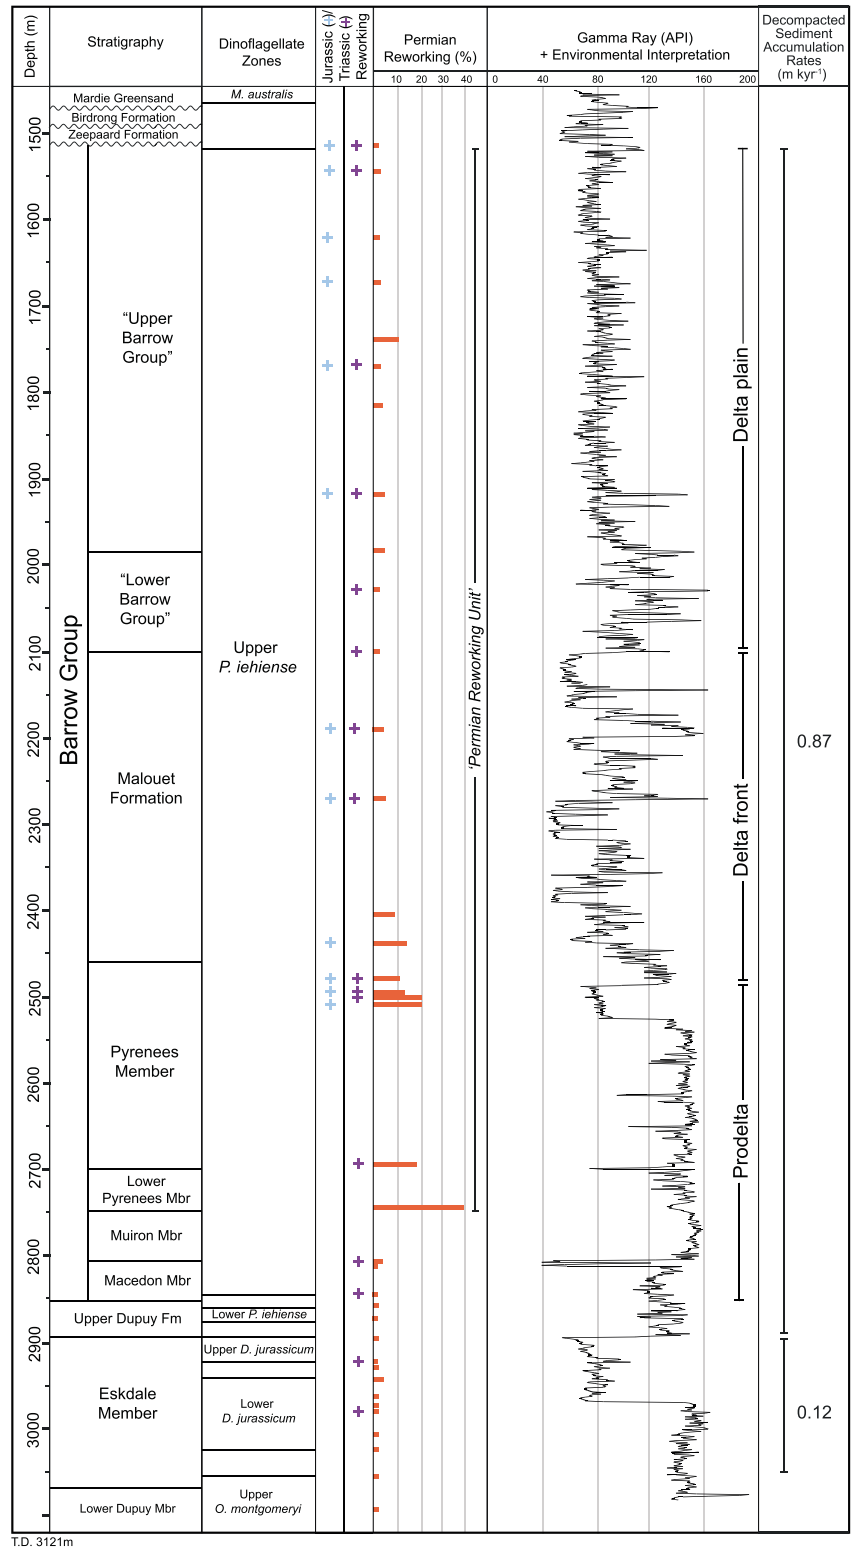 Depth (m)
Stratigraphy
Dinoflagellate
Zones
Jurassic (+)/
Triassic (+)
Reworking
Permian
Reworking (%)
10 20 30 40
Gamma Ray (API)
+ Environmental Interpretation
0 40 80 120 160 200
Decompacted
Sediment
Accumulation
Rates
(m kyr-1)
1500
1600
1700
1800
1900
2000
2100
2200
2300
2400
2500
2600
2700
2800
2900
3000
Mardie Greensand
Birdrong Formation
Zeepaard Formation
Barrow Group
“Upper
Barrow
Group”
“Lower
Barrow
Group”
Malouet
Formation
Pyrenees
Member
Lower
Pyrenees Mbr
Muiron Mbr
Macedon Mbr
Upper Dupuy Fm
Eskdale
Member
Lower Dupuy Mbr
M. australis
Upper
P. iehiense
Lower P. iehiense
Upper D. jurassicum
Lower
D. jurassicum
Upper
O. montgomeryi
‘Permian Reworking Unit’
Delta plain
Delta front
Prodelta
0.87
0.12
T.D. 3121m